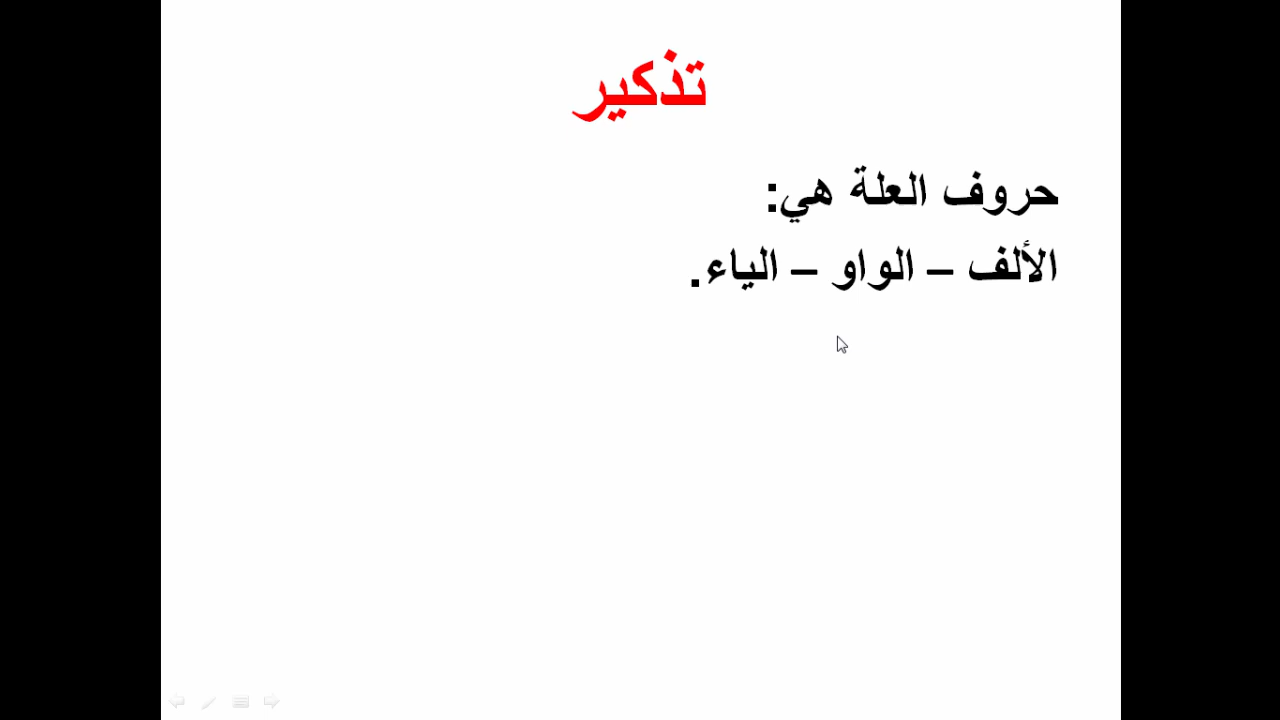 تذكير
حروف العلة هي:
الألف – الواو – الياء.